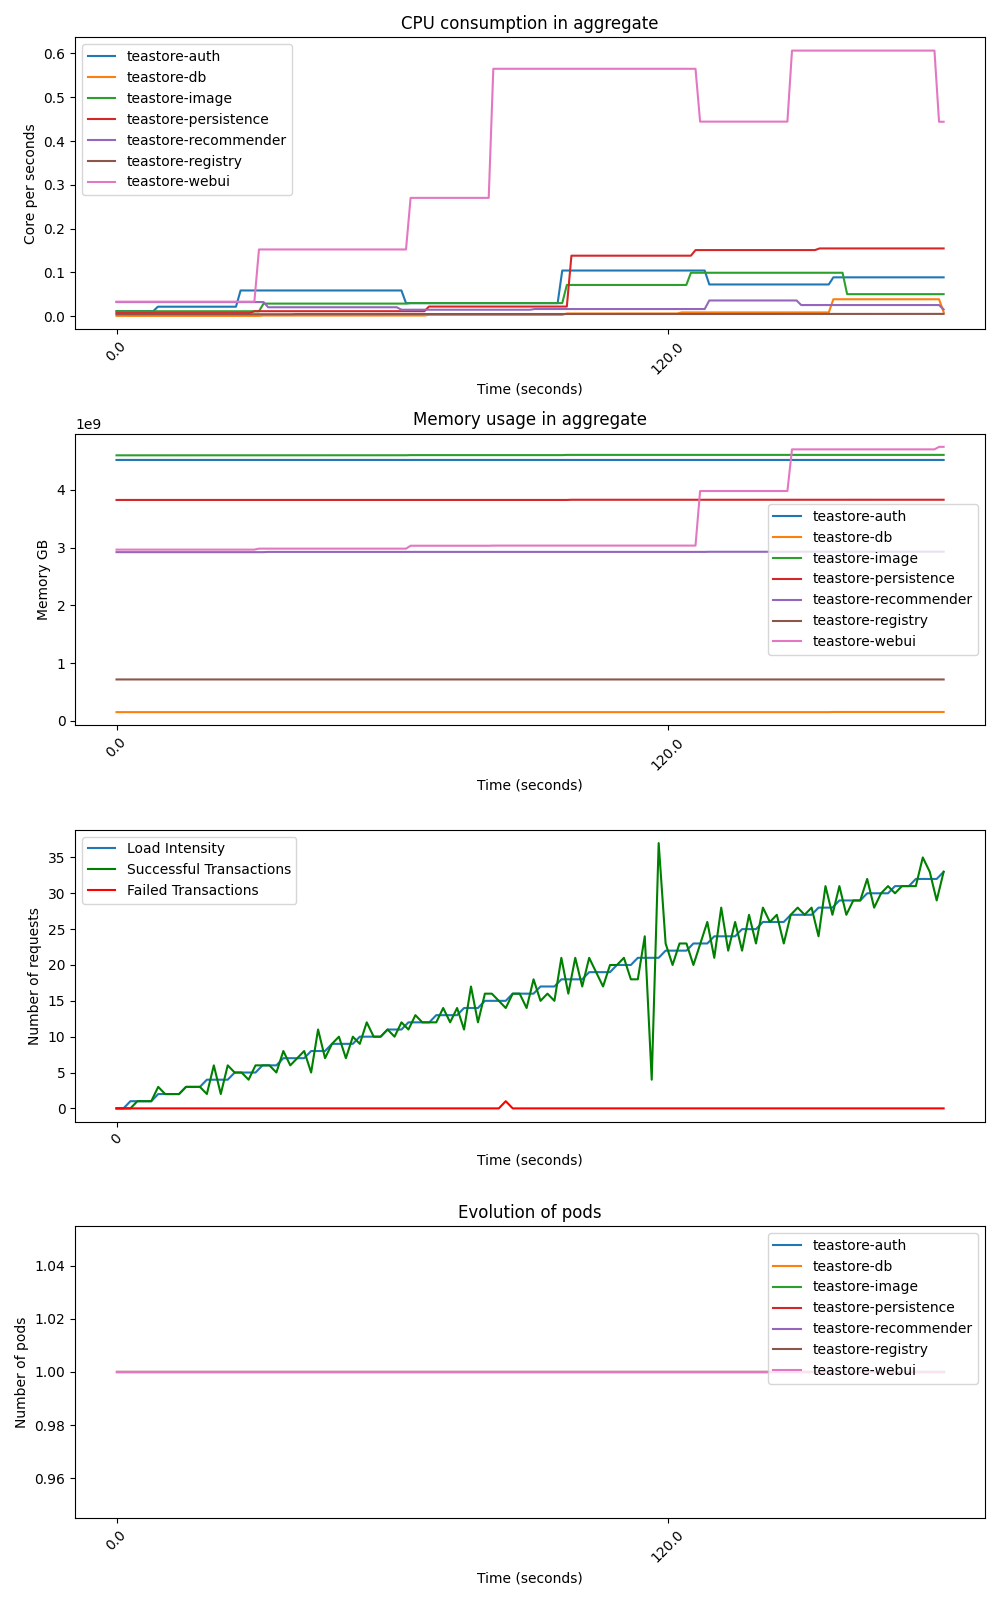 CPU consumption in aggregate
Core per seconds
0.6
0.5
0.4
0.3
0.2
0.1
0.0
teastore-auth
teastore-db
teastore-image
teastore-persistence
teastore-recommender
teastore-registry
teastore-webui
0.0
120.0
Time (seconds)
Memory usage in aggregate
1e9
Memory GB
4
3
2
1
0
teastore-auth
teastore-db
teastore-image
teastore-persistence
teastore-recommender
teastore-registry
teastore-webui
0.0
120.0
Time (seconds)
Number of requests
35
30
25
20
15
10
5
0
Load Intensity
Successful Transactions
Failed Transactions
0
Time (seconds)
Evolution of pods
Number of pods
1.04
1.02
1.00
0.98
0.96
teastore-auth
teastore-db
teastore-image
teastore-persistence
teastore-recommender
teastore-registry
teastore-webui
0.0
120.0
Time (seconds)